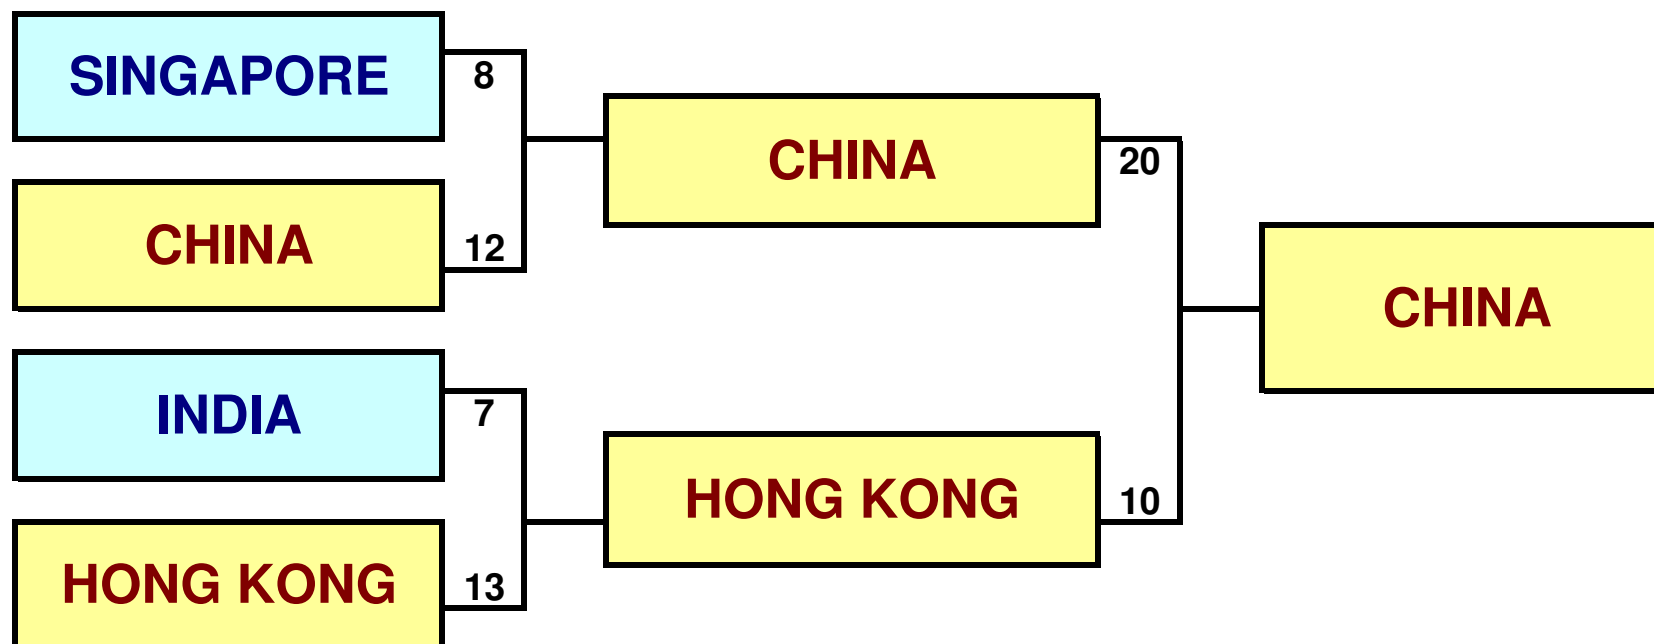 SINGAPORE
8
CHINA
12
CHINA
20
CHINA
INDIA
7
HONG KONG
13
HONG KONG
10